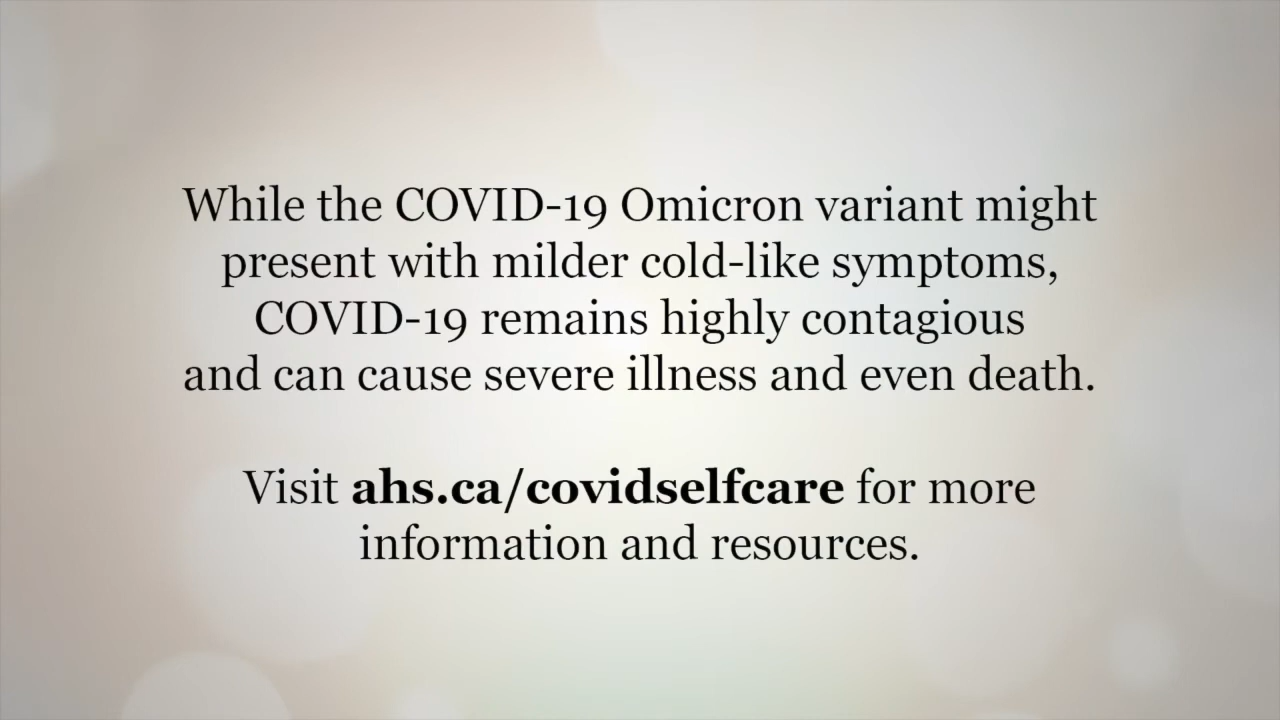 While the COVID-19 Omicron variant might
present with milder cold-like symptoms,
COVID-19 remains highly contagious
and can cause severe illness and even death.
Visit ahs.ca/covidselfcare for more
information and resources.